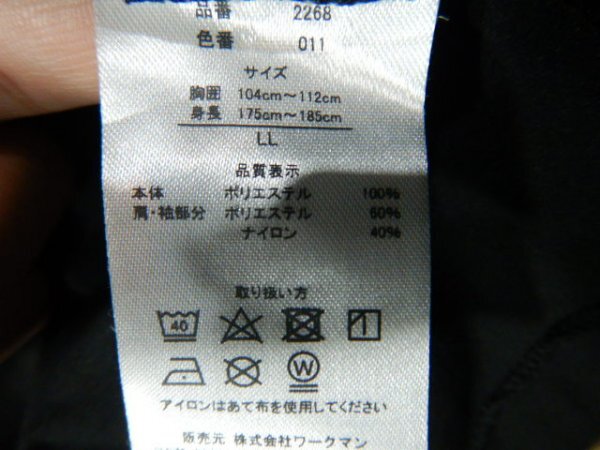 品番 2268
色番 011
サイズ
胸囲 104cm～112cm
身長 175cm～185cm
LL
品質表示
本体 ポリエステル 100%
肩・袖部分 ポリエステル 60%
ナイロン 40%
取り扱い方
40
W
アイロンはあて布を使用してください
販売元 株式会社ワークマン